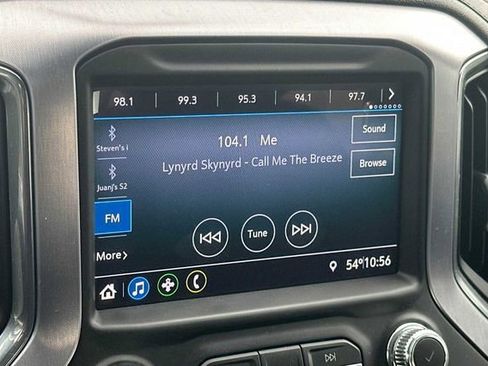 98.1 99.3 95.3 94.1 97.7 >
104.1 Me
Lynyrd Skynyrd - Call Me The Breeze
Sound
Browse
Steven's i
Juanj's S2
FM
More >
Tune
54° 10:56